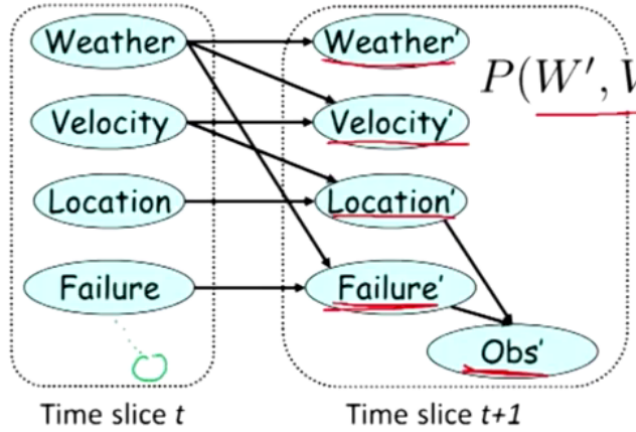 Weather
Velocity
Location
Failure
Time slice t
Weather'
Velocity'
Location'
Failure'
Obs'
Time slice t+1
P(W',